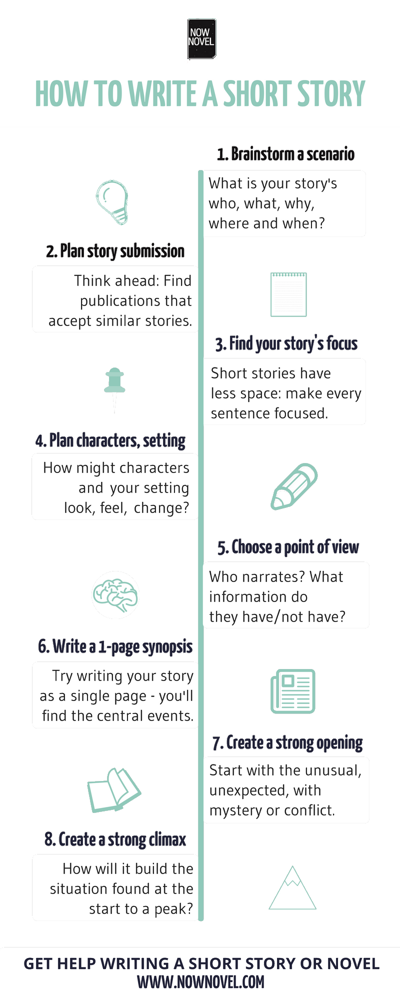 NOW
NOVEL
HOW TO WRITE A SHORT STORY
1. Brainstorm a scenario
What is your story's
who, what, why,
where and when?
2. Plan story submission
Think ahead: Find
publications that
accept similar stories.
3. Find your story's focus
Short stories have
less space: make every
sentence focused.
4. Plan characters, setting
How might characters
and your setting
look, feel, change?
5. Choose a point of view
Who narrates? What
information do
they have/not have?
6. Write a 1-page synopsis
Try writing your story
as a single page - you'll
find the central events.
7. Create a strong opening
Start with the unusual,
unexpected, with
mystery or conflict.
8. Create a strong climax
How will it build the
situation found at the
start to a peak?
GET HELP WRITING A SHORT STORY OR NOVEL
WWW.NOWNOVEL.COM